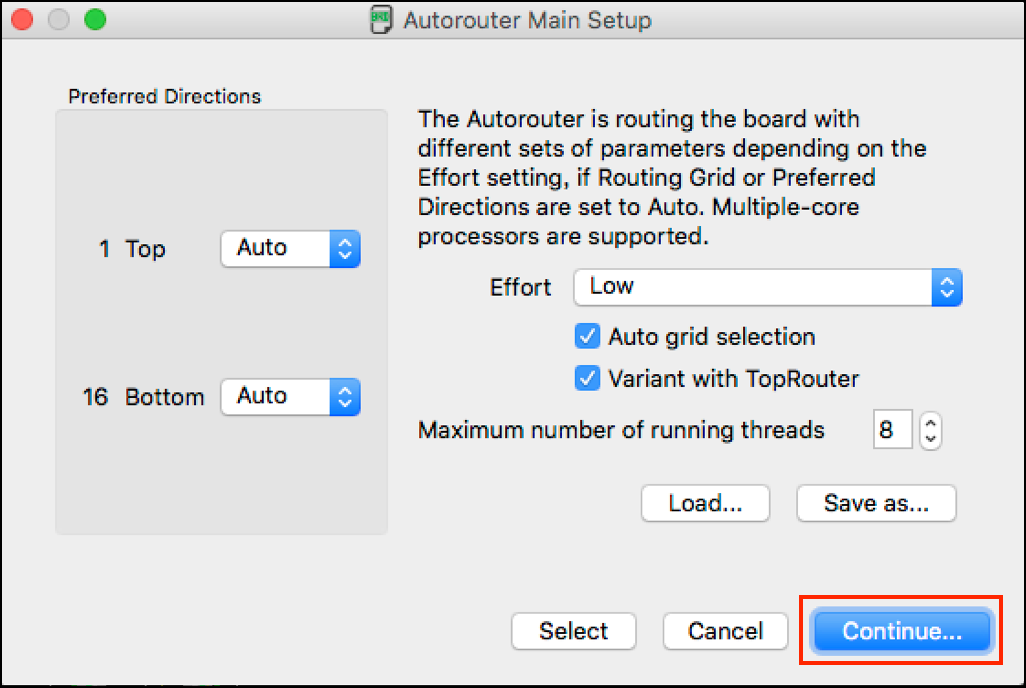 Autorouter Main Setup
Preferred Directions
1 Top Auto
16 Bottom Auto
The Autorouter is routing the board with
different sets of parameters depending on the
Effort setting, if Routing Grid or Preferred
Directions are set to Auto. Multiple-core
processors are supported.
Effort Low
Auto grid selection
Variant with TopRouter
Maximum number of running threads 8
Load... Save as...
Select Cancel Continue...